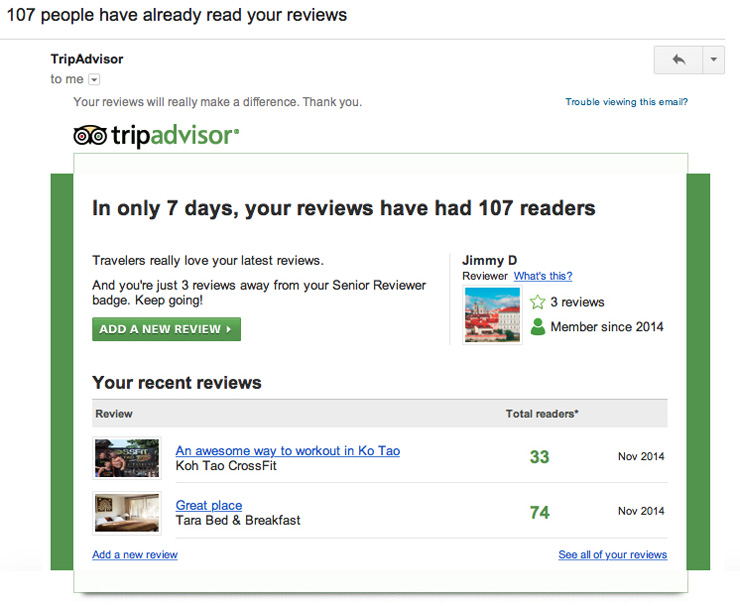 107 people have already read your reviews
TripAdvisor
to me
Your reviews will really make a difference. Thank you.
Trouble viewing this email?
tripadvisor®
In only 7 days, your reviews have had 107 readers
Travelers really love your latest reviews.
And you're just 3 reviews away from your Senior Reviewer
badge. Keep going!
ADD A NEW REVIEW
Jimmy D
Reviewer What's this?
3 reviews
Member since 2014
Your recent reviews
Review Total readers*
An awesome way to workout in Ko Tao
Koh Tao CrossFit
33 Nov 2014
Great place
Tara Bed & Breakfast
74 Nov 2014
Add a new review See all of your reviews